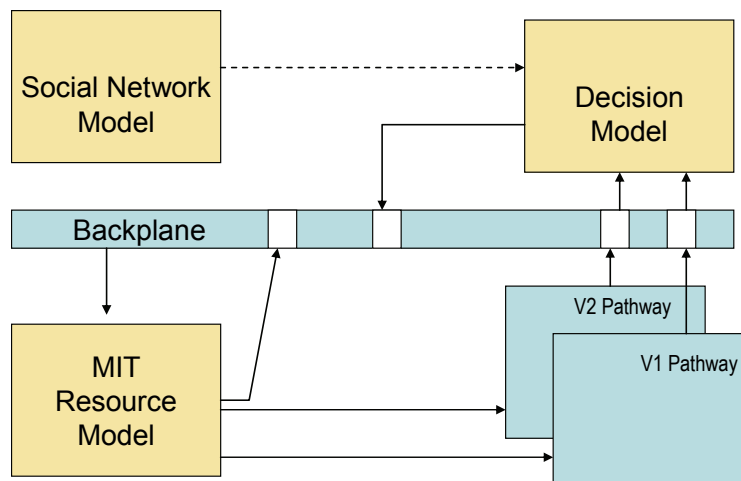 Social Network
Model
Decision
Model
Backplane
V2 Pathway
V1 Pathway
MIT
Resource
Model